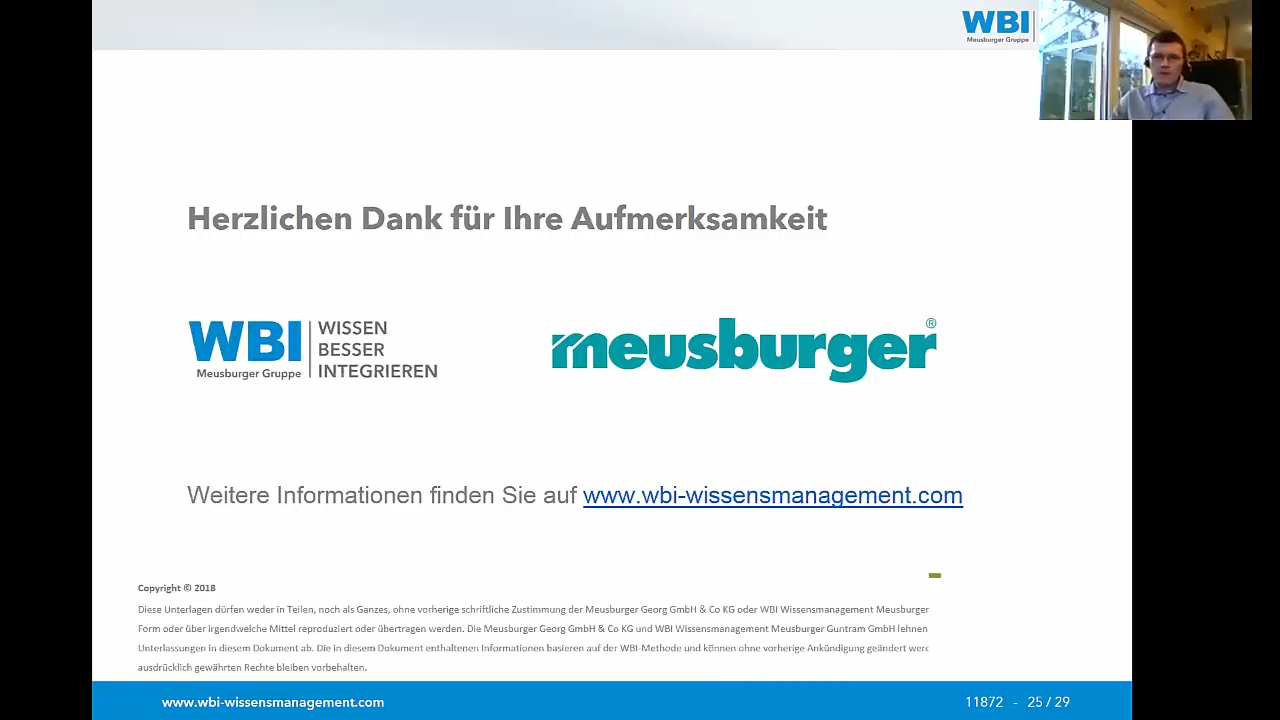 WBI
Meusburger Gruppe
Herzlichen Dank für Ihre Aufmerksamkeit
WBI
Meusburger Gruppe
WISSEN
BESSER
INTEGRIEREN
meusburger®
Weitere Informationen finden Sie auf www.wbi-wissensmanagement.com
Copyright © 2018
Diese Unterlagen dürfen weder in Teilen, noch als Ganzes, ohne vorherige schriftliche Zustimmung der Meusburger Georg GmbH & Co KG oder WBI Wissensmanagement Meusburger
Form oder über irgendwelche Mittel reproduziert oder übertragen werden. Die Meusburger Georg GmbH & Co KG und WBI Wissensmanagement Meusburger Guntram GmbH lehnen
Unterlassungen in diesem Dokument ab. Die in diesem Dokument enthaltenen Informationen basieren auf der WBI-Methode und können ohne vorherige Ankündigung geändert
ausdrücklich gewährten Rechte bleiben vorbehalten.
www.wbi-wissensmanagement.com
11872 - 25 / 29